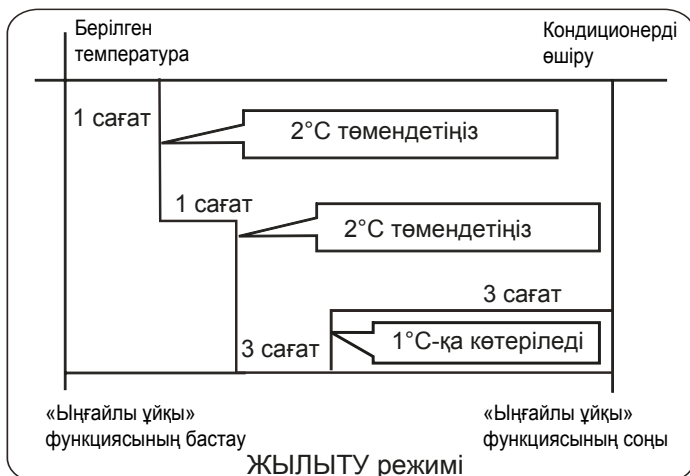 Берілген
температура
Кондиционерді
өшіру
1 сағат
2°C төмендетіңіз
1 сағат
2°C төмендетіңіз
3 сағат
3 сағат
1°C-қа көтеріледі
«Ыңғайлы ұйқы»
функциясының бастау
«Ыңғайлы ұйқы»
функциясының соңы
ЖЫЛЫТУ режимі